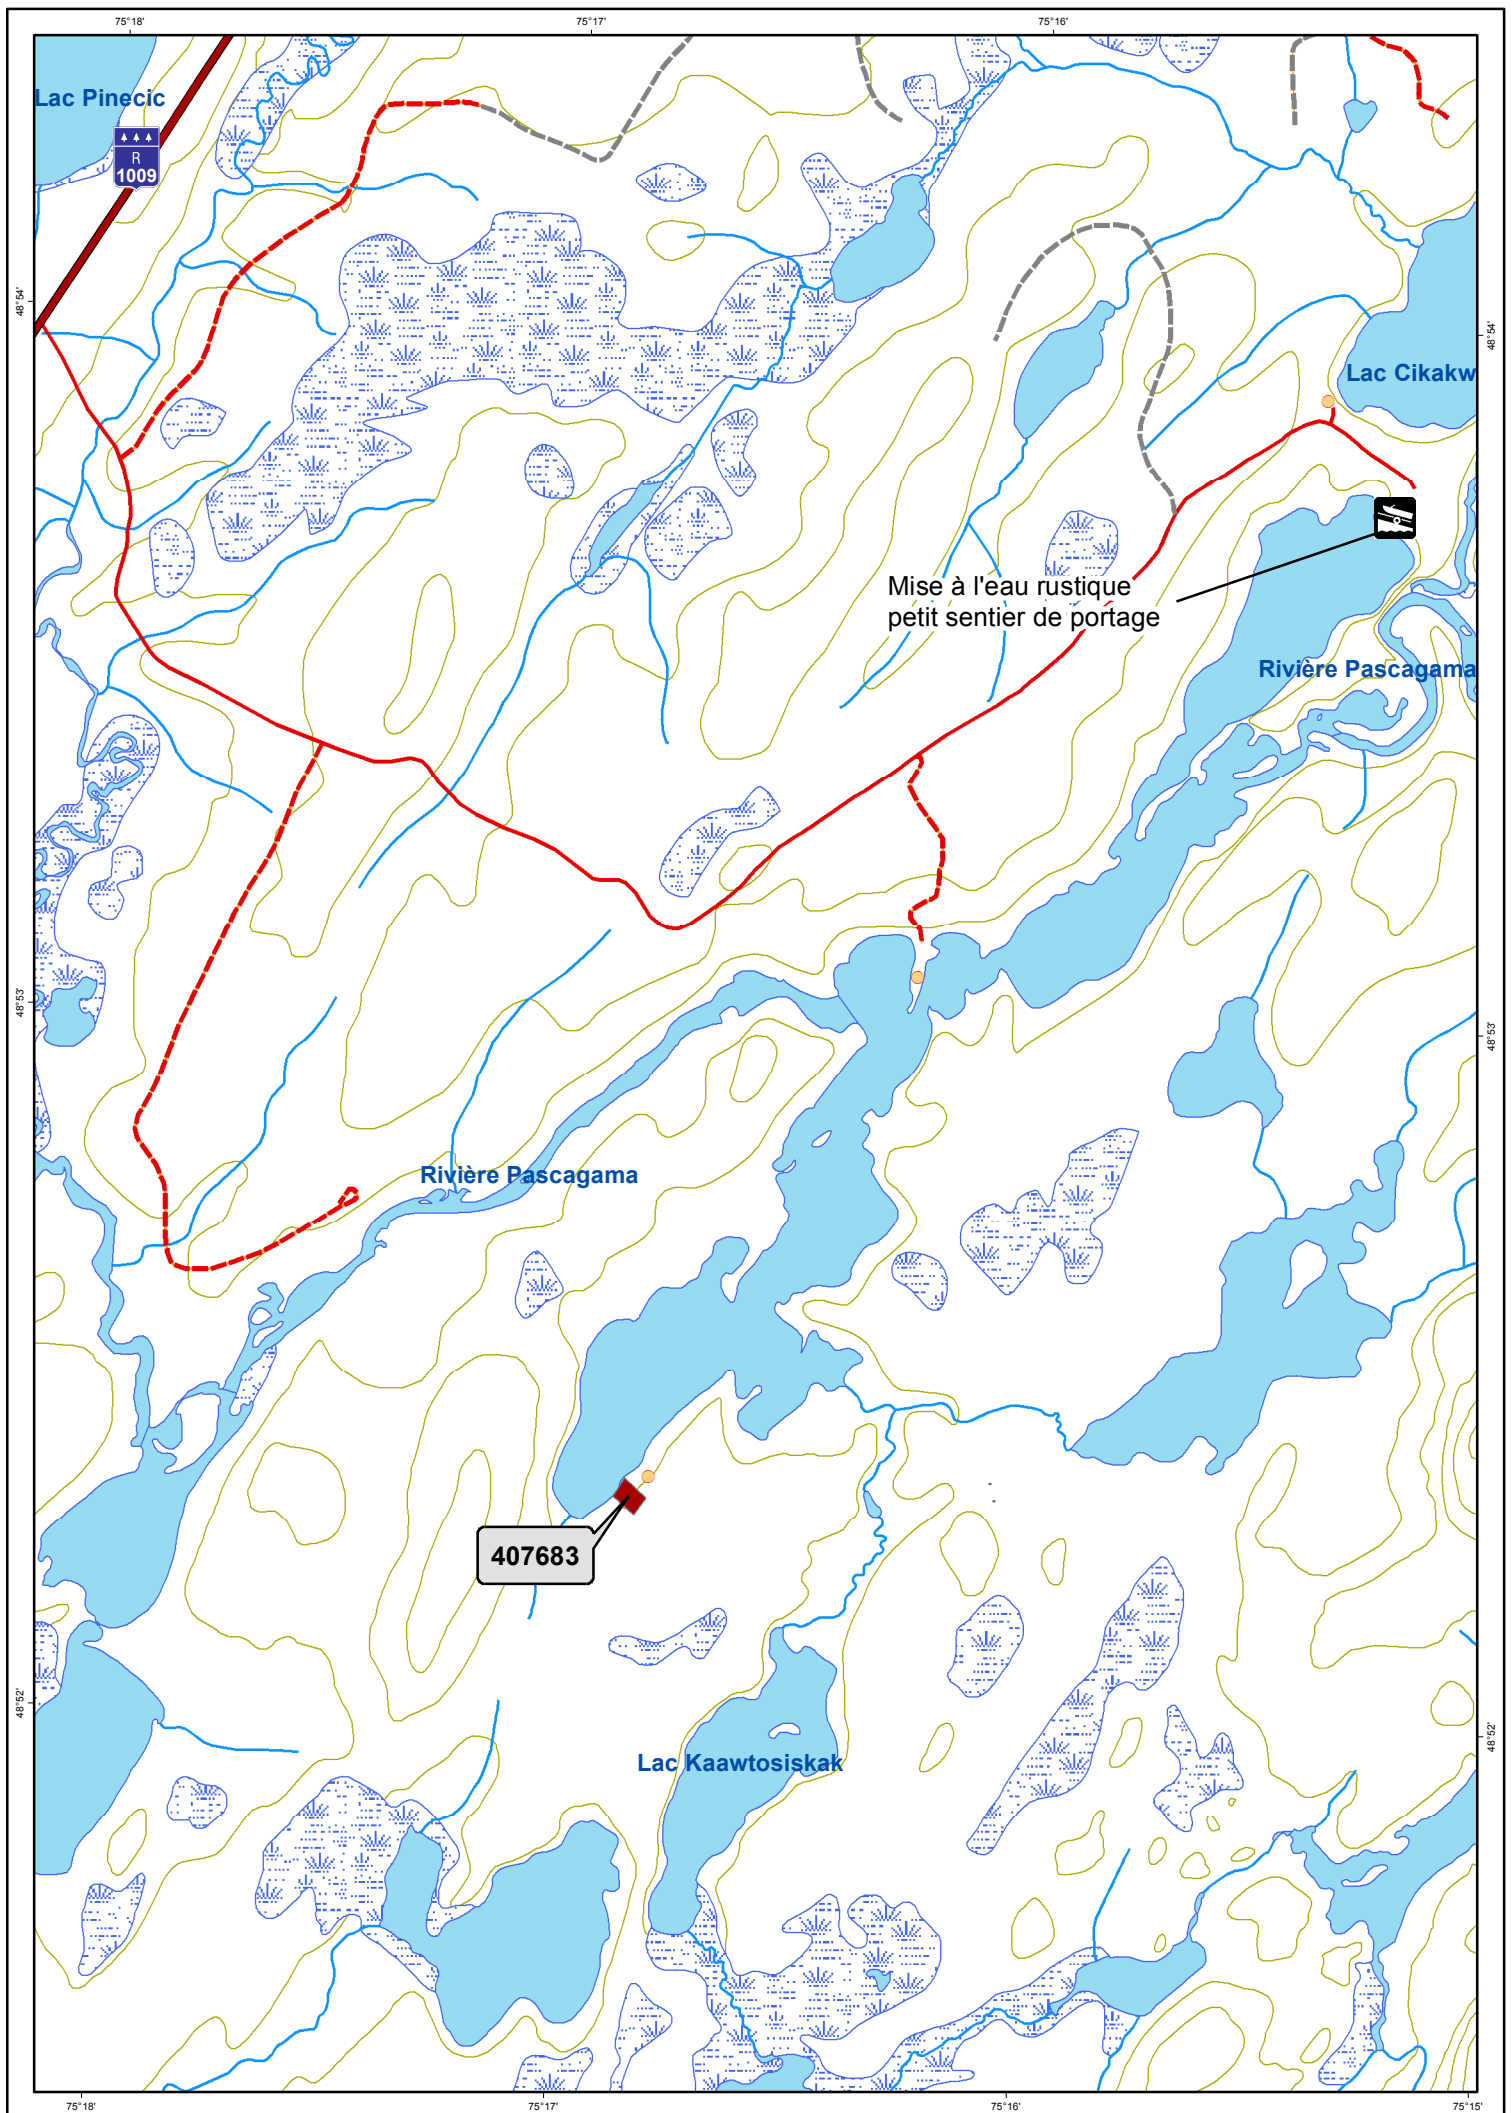 75°18'
75°17'
75°16'
Lac Pinecic
R
1009
48°54'
48°54'
Lac Cikakw
Mise à l'eau rustique
petit sentier de portage
Rivière Pascagama
48°53'
48°53'
Rivière Pascagama
407683
48°52'
48°52'
Lac Kaawtosiskak
75°18'
75°17'
75°16'
75°15'